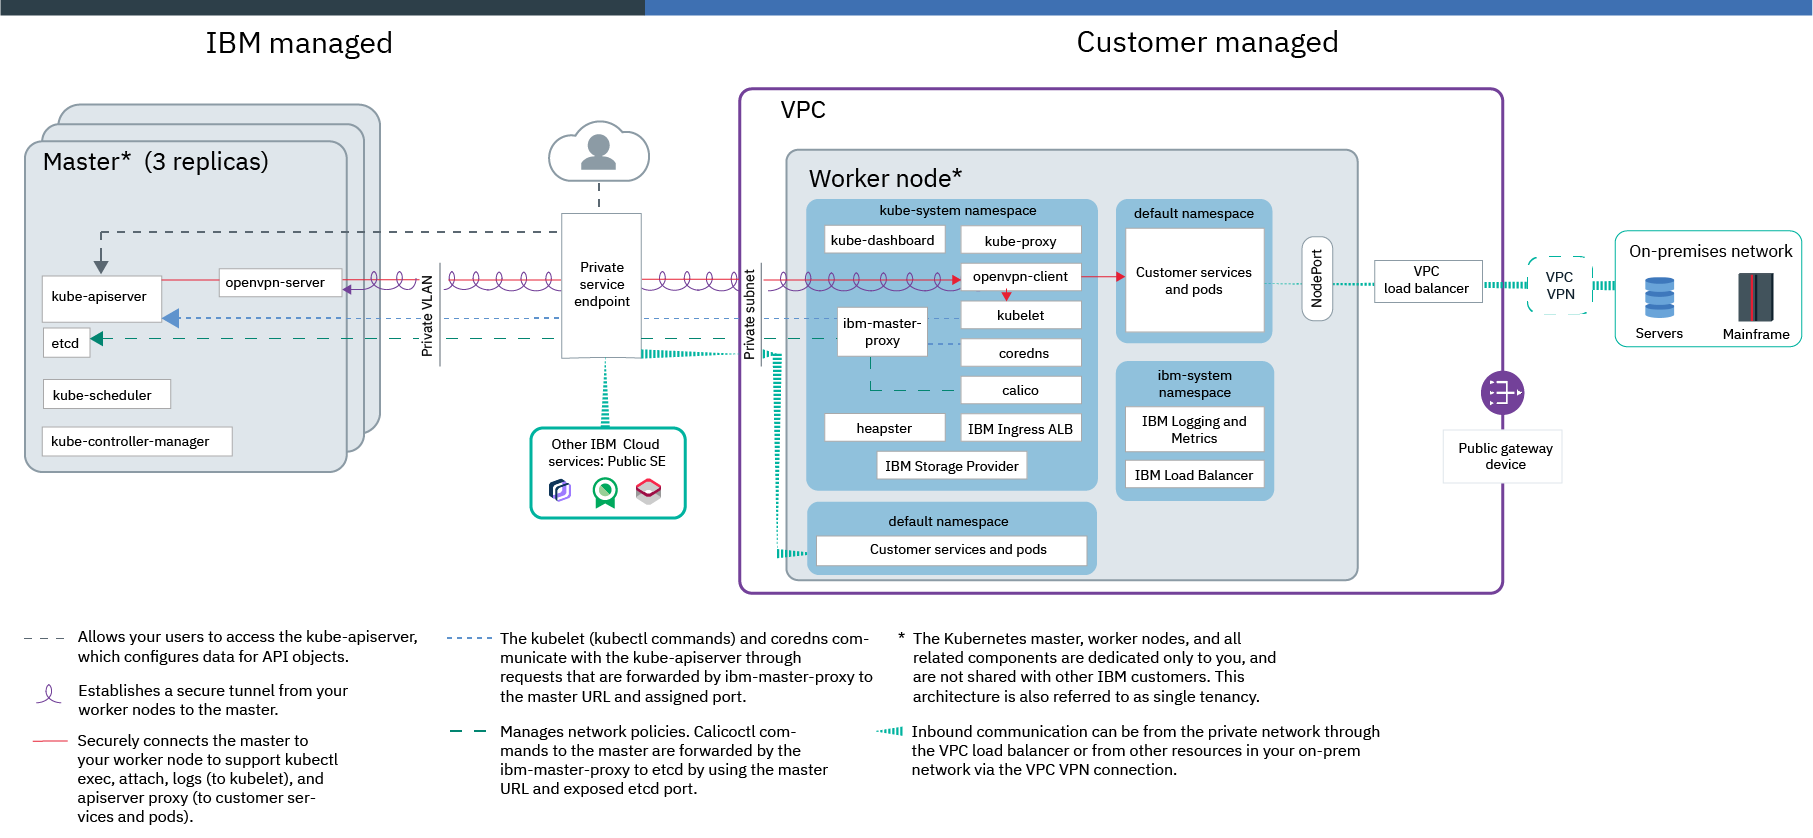 IBM managed
Customer managed
Master* (3 replicas)
kube-apiserver
openvpn-server
etcd
kube-scheduler
kube-controller-manager
Private VLAN
Private
service
endpoint
Other IBM Cloud
services: Public SE
Private subnet
VPC
Worker node*
kube-system namespace
kube-dashboard
kube-proxy
openvpn-client
kubelet
ibm-master-
proxy
coredns
calico
heapster
IBM Ingress ALB
IBM Storage Provider
default namespace
Customer services
and pods
ibm-system
namespace
IBM Logging and
Metrics
IBM Load Balancer
default namespace
Customer services and pods
NodePort
VPC
load balancer
VPC
VPN
On-premises network
Servers
Mainframe
Public gateway
device
Allows your users to access the kube-apiserver,
which configures data for API objects.
Establishes a secure tunnel from your
worker nodes to the master.
Securely connects the master to
your worker node to support kubectl
exec, attach, logs (to kubelet), and
apiserver proxy (to customer ser-
vices and pods).
The kubelet (kubectl commands) and coredns com-
municate with the kube-apiserver through
requests that are forwarded by ibm-master-proxy to
the master URL and assigned port.
Manages network policies. Calicoctl com-
mands to the master are forwarded by the
ibm-master-proxy to etcd by using the master
URL and exposed etcd port.
* The Kubernetes master, worker nodes, and all
related components are dedicated only to you, and
are not shared with other IBM customers. This
architecture is also referred to as single tenancy.
Inbound communication can be from the private network through
the VPC load balancer or from other resources in your on-prem
network via the VPC VPN connection.